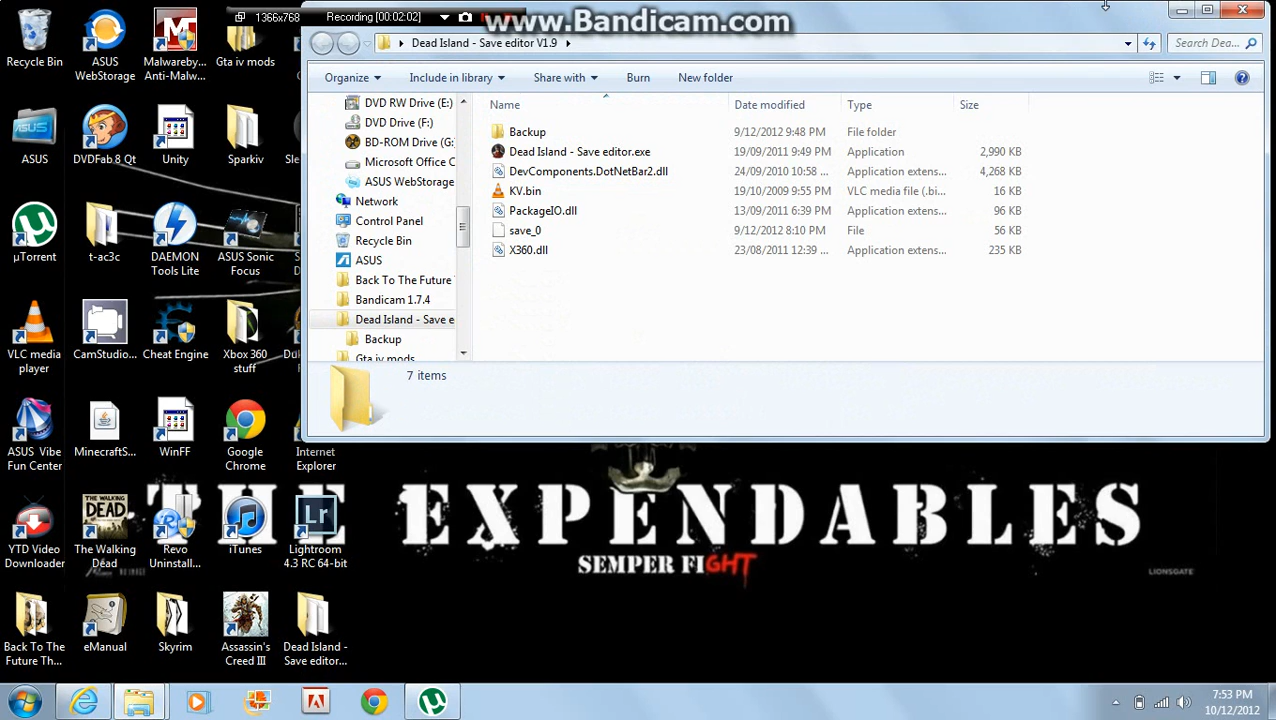 1366x768 Recording [00:02:02]
www.Bandicam.com
Dead Island - Save editor V1.9
Search Dea...
Organize Include in library Share with Burn New folder
DVD RW Drive (E:)
DVD Drive (F:)
BD-ROM Drive (G:
Microsoft Office C
ASUS WebStorage
Network
Control Panel
Recycle Bin
ASUS
Back To The Future
Bandicam 1.7.4
Dead Island - Save e
Backup
Gta iv mods
Name Date modified Type Size
Backup 9/12/2012 9:48 PM File folder
Dead Island - Save editor.exe 19/09/2011 9:49 PM Application 2,990 KB
DevComponents.DotNetBar2.dll 24/09/2010 10:58 ... Application extens... 4,268 KB
KV.bin 19/10/2009 9:55 PM VLC media file (.bi... 16 KB
PackageIO.dll 13/09/2011 6:39 PM Application extens... 96 KB
save_0 9/12/2012 8:10 PM File 56 KB
X360.dll 23/08/2011 12:39 ... Application extens... 235 KB
7 items
Recycle Bin
ASUS WebStorage
Malwareby... Anti-Malw...
Gta iv mods
ASUS
DVDFab 8 Qt
Unity
Sparkiv
Sle
µTorrent
t-ac3c
DAEMON Tools Lite
ASUS Sonic Focus
VLC media player
CamStudio...
Cheat Engine
Xbox 360 stuff
ASUS Vibe Fun Center
MinecraftS...
WinFF
Google Chrome
Internet Explorer
YTD Video Downloader
THE WALKING DEAD
The Walking Dead
Revo Uninstall...
iTunes
Lr
Lightroom 4.3 RC 64-bit
Back To The Future Th...
eManual
Skyrim
Assassin's Creed III
Dead Island - Save editor...
THE EXPENDABLES
SEMPER FIGHT
LIONSGATE
7:53 PM
10/12/2012